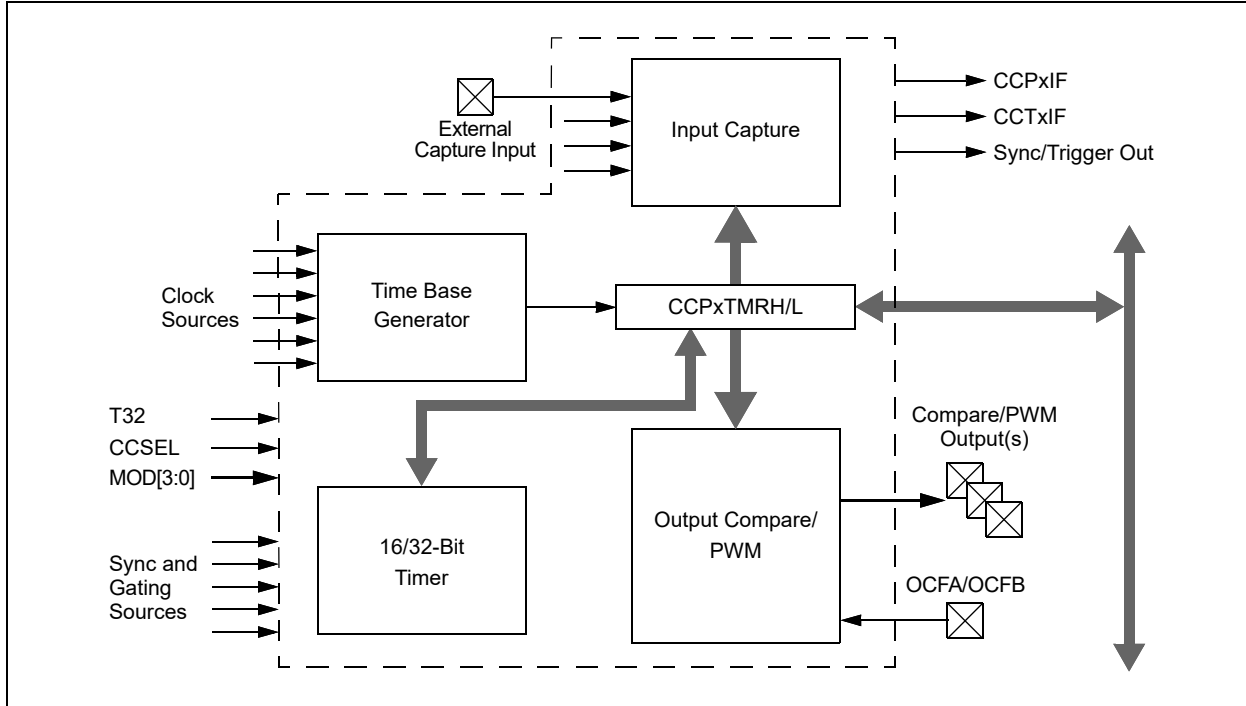 External
Capture Input
Input Capture
CCPxIF
CCTxIF
Sync/Trigger Out
Clock
Sources
Time Base
Generator
CCPxTMRH/L
T32
CCSEL
MOD[3:0]
Sync and
Gating
Sources
16/32-Bit
Timer
Output Compare/
PWM
Compare/PWM
Output(s)
OCFA/OCFB